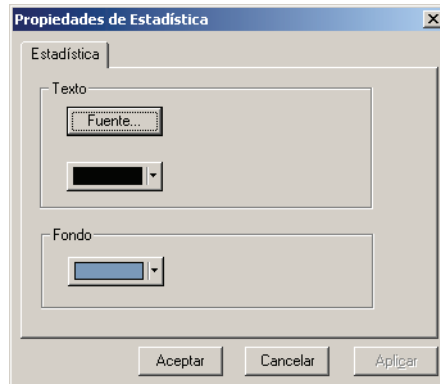 Propiedades de Estadística
Estadística
Texto
Fuente...
Fondo
Aceptar Cancelar Aplicar